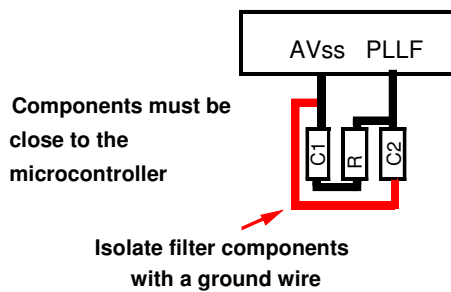 AVss PLLF
Components must be
close to the
microcontroller
C1 R C2
Isolate filter components
with a ground wire